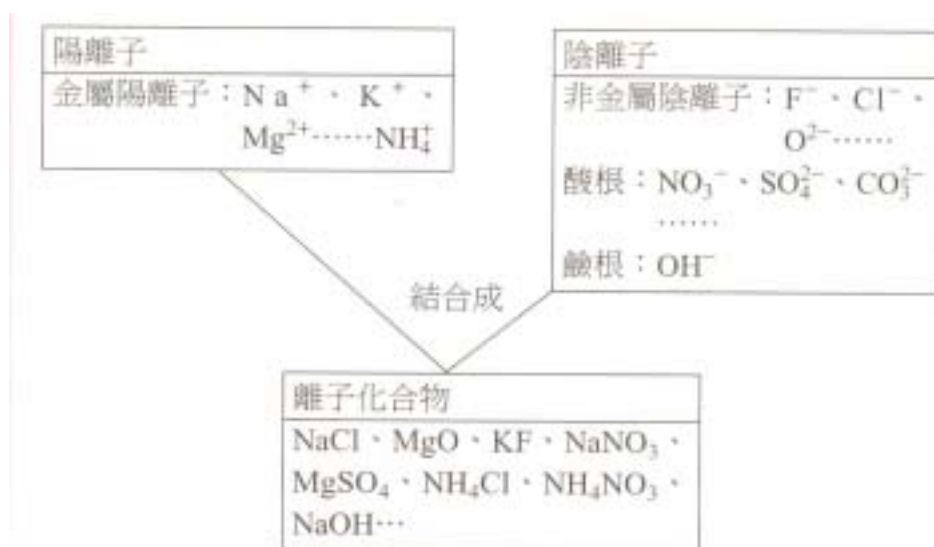 陽離子
金屬陽離子：Na⁺、K⁺、
Mg²⁺⋯⋯NH₄⁺
陰離子
非金屬陰離子：F⁻、Cl⁻、
O²⁻⋯⋯
酸根：NO₃⁻、SO₄²⁻、CO₃²⁻
⋯⋯
鹼根：OH⁻
結合成
離子化合物
NaCl、MgO、KF、NaNO₃、
MgSO₄、NH₄Cl、NH₄NO₃、
NaOH⋯